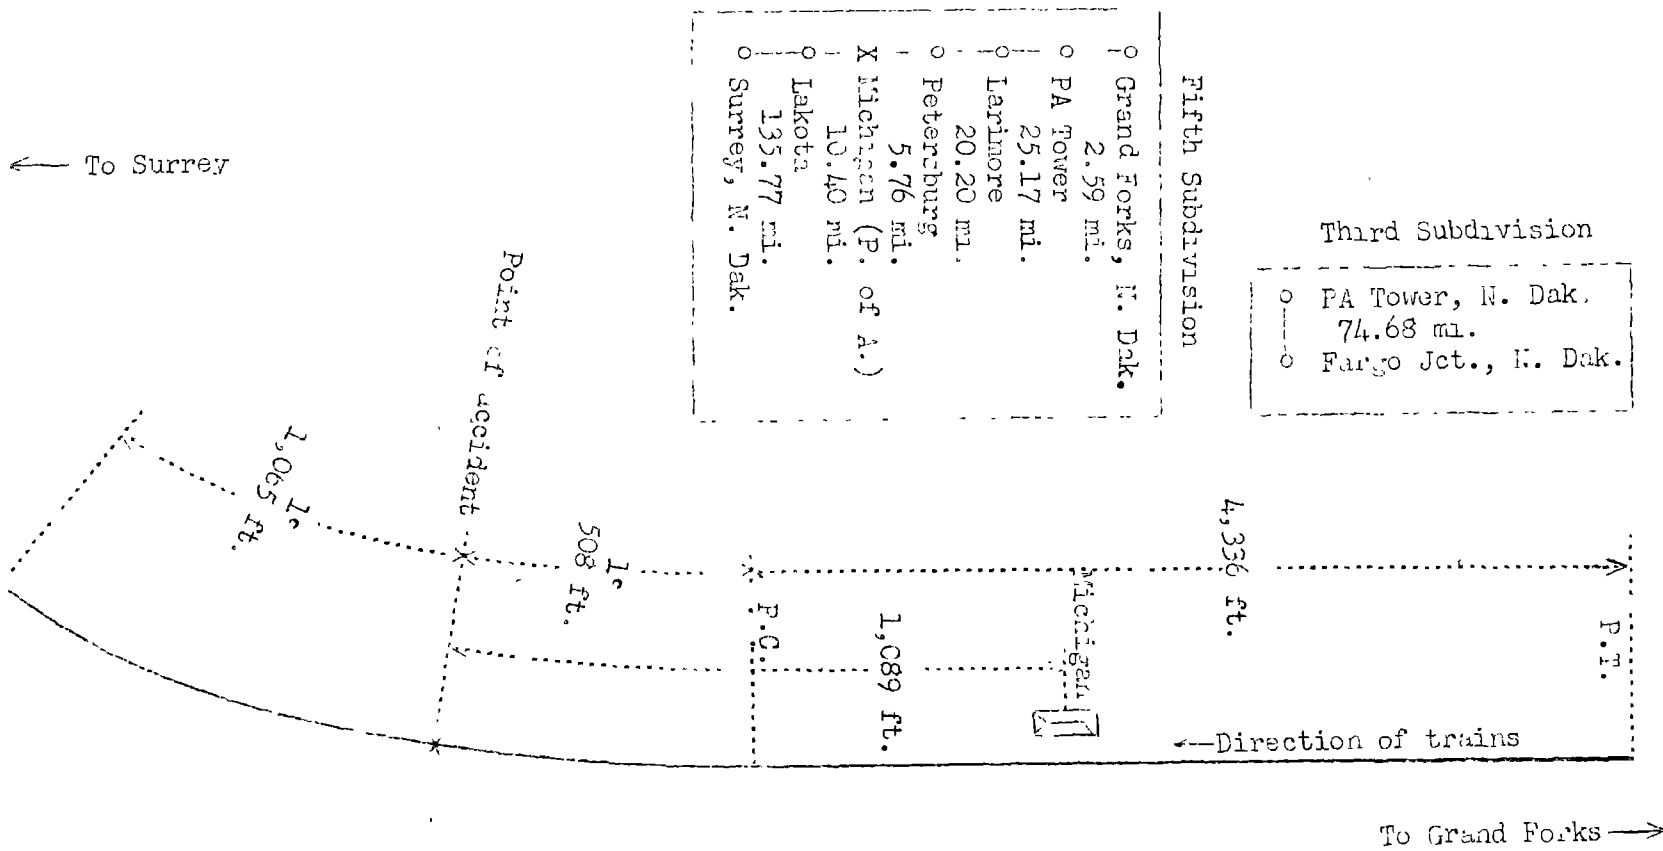 Fifth Subdivision
Grand Forks, N. Dak.
2.59 mi.
PA Tower
25.17 mi.
Larimore
20.20 mi.
Petersburg
5.76 mi.
X Michigan (P. of A.)
10.40 mi.
Lakota
135.77 mi.
Surrey, N. Dak.
Third Subdivision
PA Tower, N. Dak.
74.68 mi.
Fargo Jct., N. Dak.
← To Surrey
Point of accident
1°
1,065 ft.
1°
508 ft.
4,336 ft.
P.C.
1,089 ft.
Michigan
P.T.
←--Direction of trains
To Grand Forks →